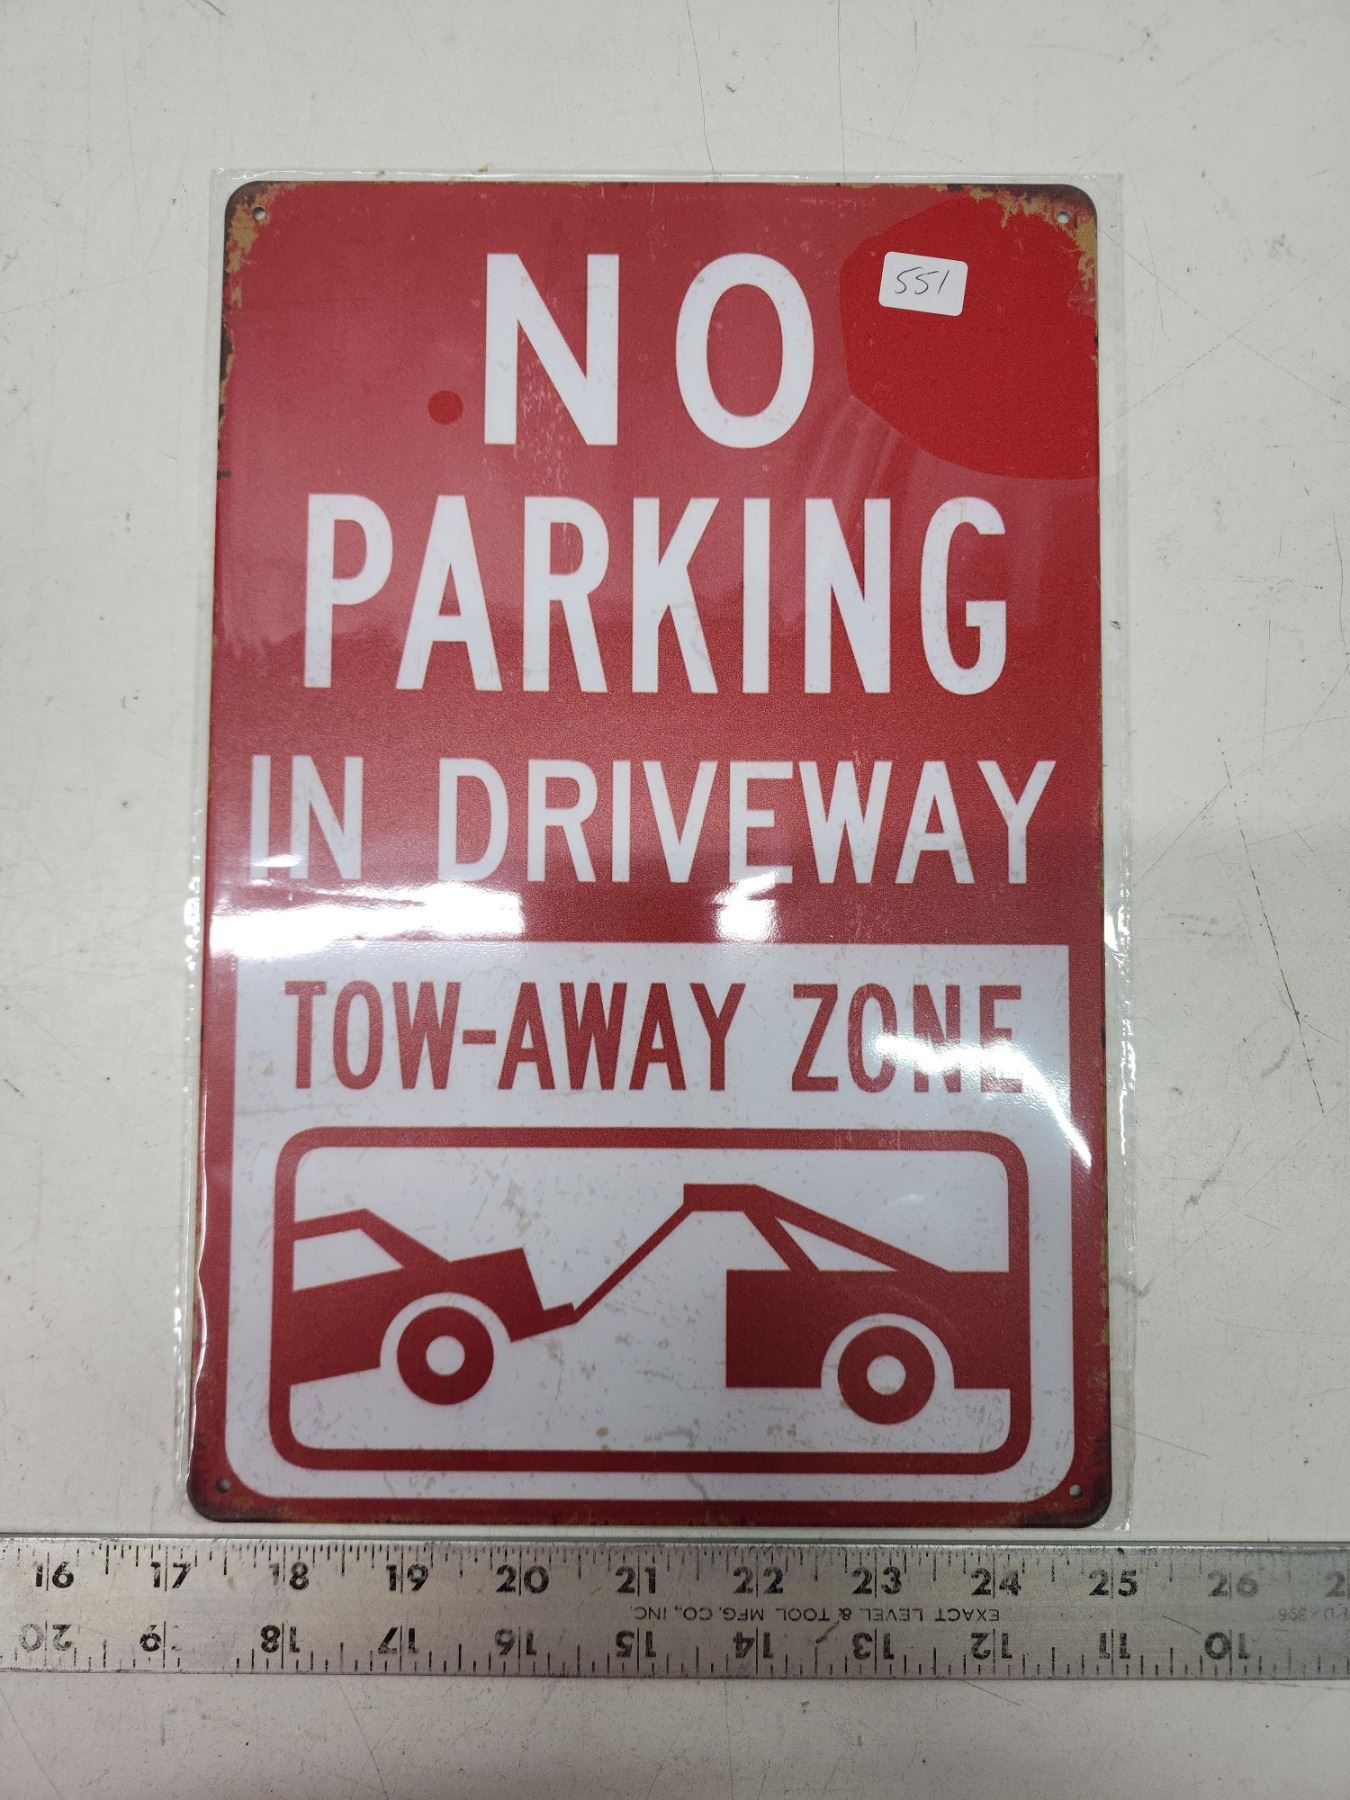 NO
551
PARKING
IN DRIVEWAY
TOW-AWAY ZONE
16 17 18 19 20 21 22 23 24 25 26
EXACT LEVEL & TOOL MFG. CO., INC.
20 19 18 17 16 15 14 13 12 11 10